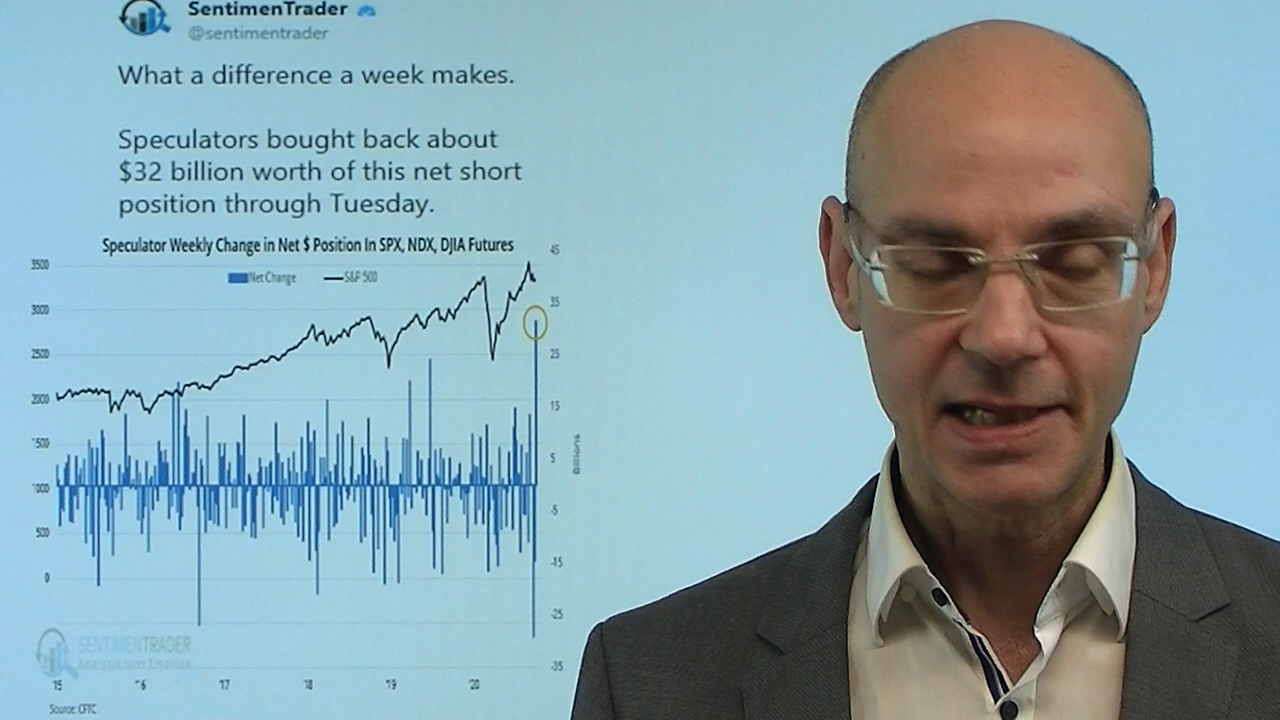 SentimenTrader
@sentimentrader
What a difference a week makes.
Speculators bought back about
$32 billion worth of this net short
position through Tuesday.
Speculator Weekly Change in Net $ Position In SPX, NDX, DJIA Futures
Net Change
S&P 500
45
35
25
15
5
-5
-15
-25
-35
Billions
3500
3000
2500
2000
1500
1000
500
0
15
16
17
18
19
20
SENTIMENTRADER
Analysis over Emotion
Source: CFTC